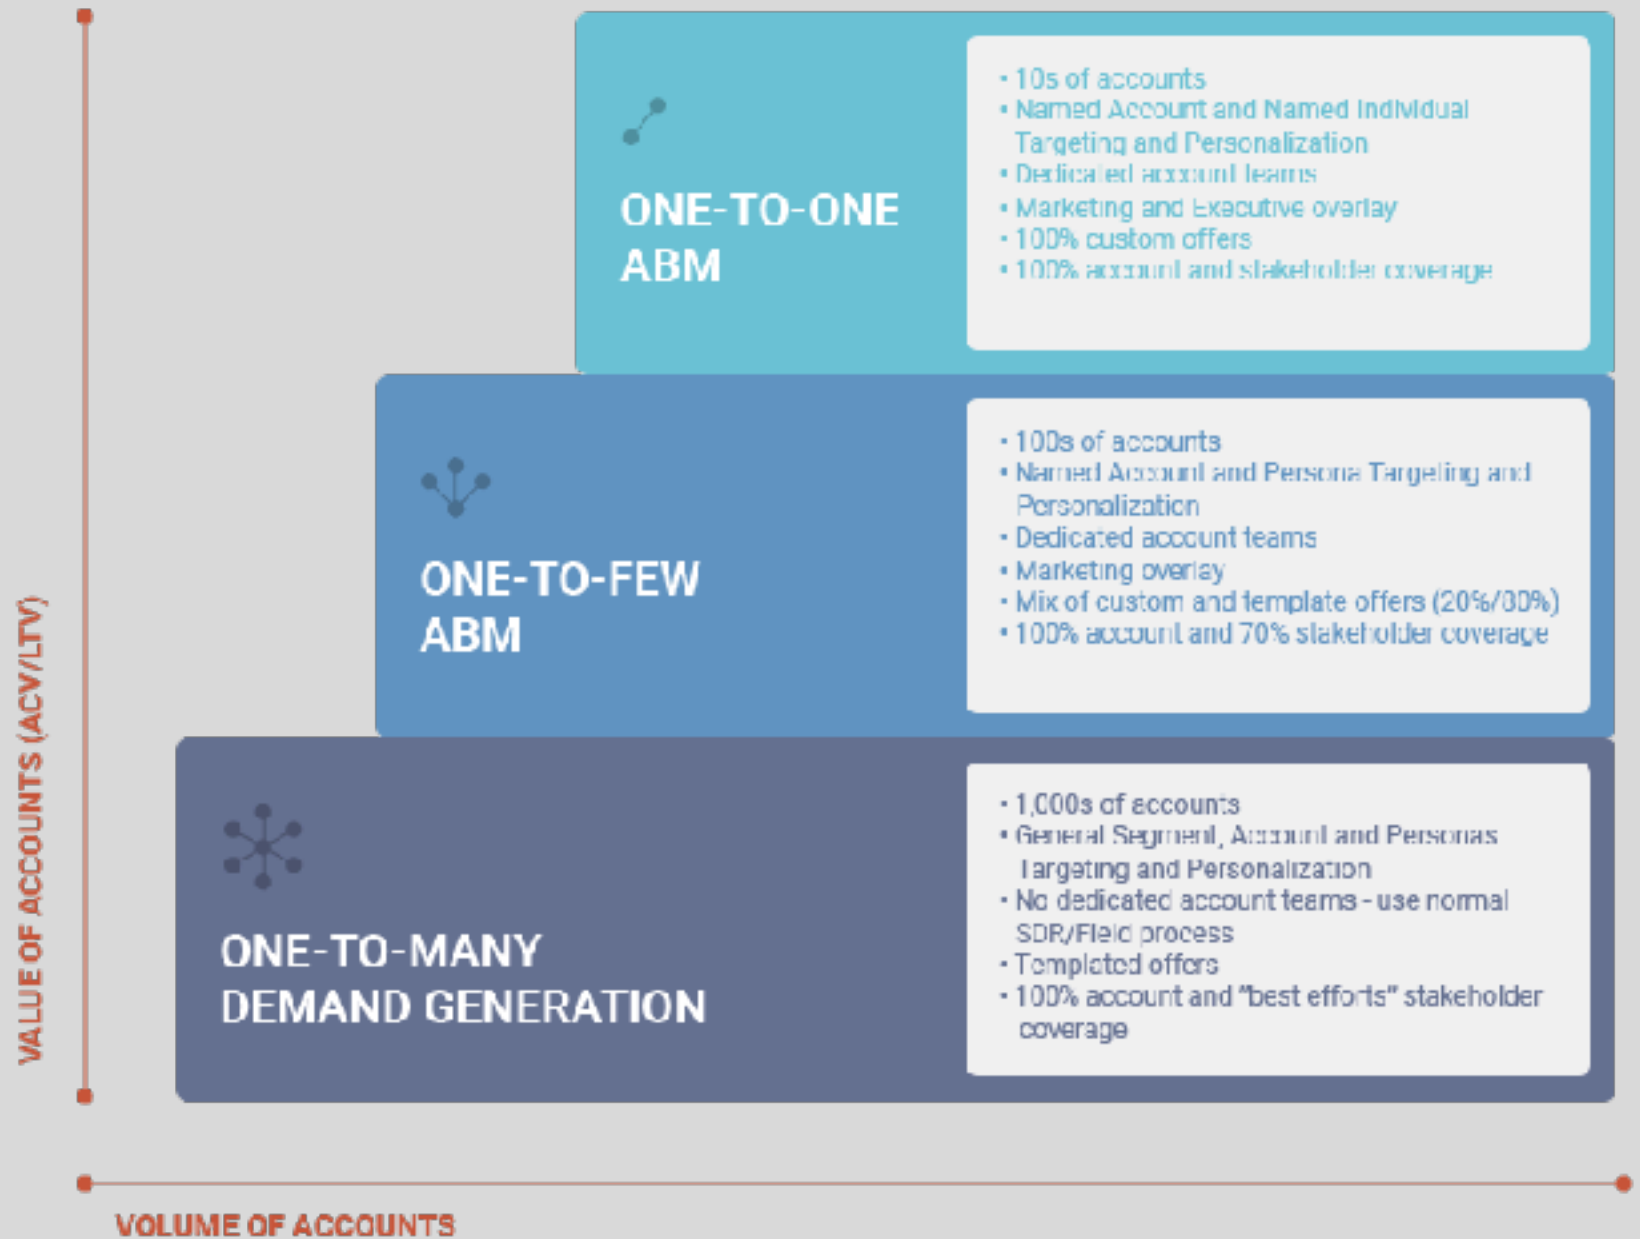 ONE-TO-ONE
ABM
• 10s of accounts
• Named Account and Named Individual
Targeting and Personalization
• Dedicated account teams
• Marketing and Executive overlay
• 100% custom offers
• 100% account and stakeholder coverage
ONE-TO-FEW
ABM
• 100s of accounts
• Named Account and Persona Targeting and
Personalization
• Dedicated account teams
• Marketing overlay
• Mix of custom and template offers (20%/80%)
• 100% account and 70% stakeholder coverage
ONE-TO-MANY
DEMAND GENERATION
• 1,000s of accounts
• General Segment, Account and Personas
Targeting and Personalization
• No dedicated account teams - use normal
SDR/Field process
• Templated offers
• 100% account and "best efforts" stakeholder
coverage
VALUE OF ACCOUNTS (ACV/LTV)
VOLUME OF ACCOUNTS